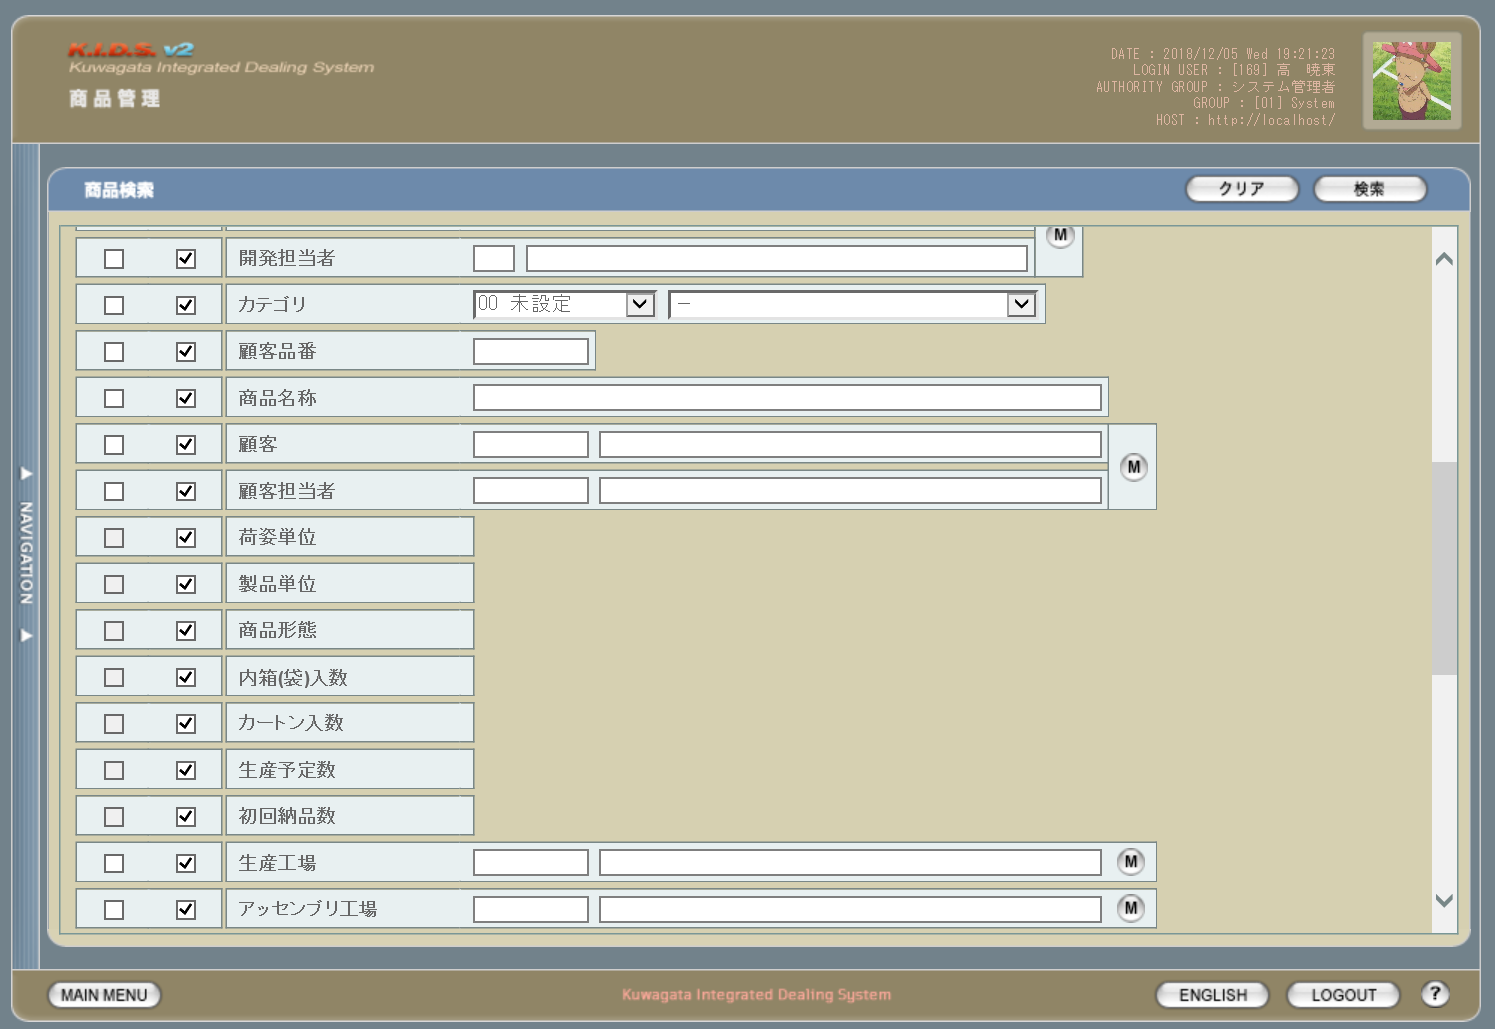 K.I.D.S. v2
Kuwagata Integrated Dealing System
商品管理
DATE : 2018/12/05 Wed 19:21:23
LOGIN USER : [169] 高 暁東
AUTHORITY GROUP : システム管理者
GROUP : [01] System
HOST : http://localhost/
商品検索
クリア
検索
M
開発担当者
カテゴリ
00 未設定
－
顧客品番
商品名称
顧客
M
顧客担当者
荷姿単位
製品単位
商品形態
内箱(袋)入数
カートン入数
生産予定数
初回納品数
生産工場
M
アッセンブリ工場
M
NAVIGATION
MAIN MENU
Kuwagata Integrated Dealing System
ENGLISH
LOGOUT
?